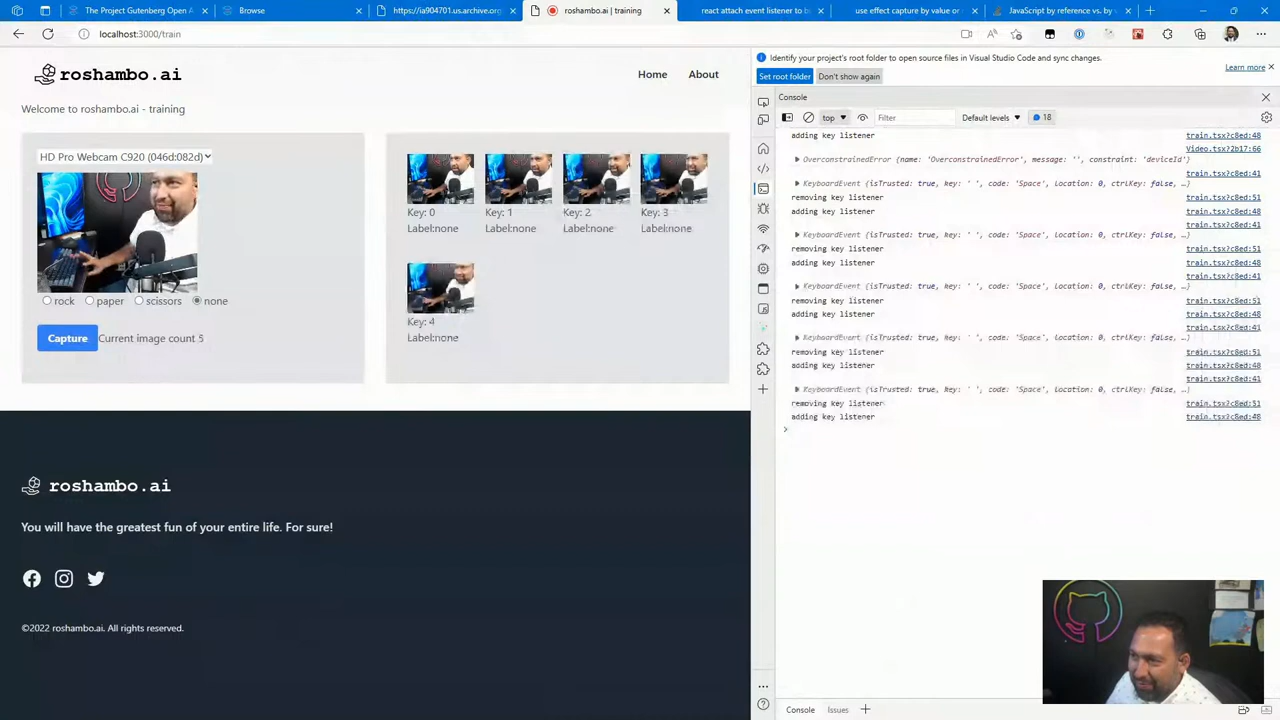 The Project Gutenberg Open A
Browse
https://ia904701.us.archive.org
roshambo.ai | training
react attach event listener to b
use effect capture by value or
JavaScript by reference vs. by v
localhost:3000/train
roshambo.ai
Home
About
Welcome to roshambo.ai - training
HD Pro Webcam C920 (046d:082d)
rock
paper
scissors
none
Capture
Current image count 5
Key: 0
Key: 1
Key: 2
Key: 3
Label:none
Label:none
Label:none
Label:none
Key: 4
Label:none
roshambo.ai
You will have the greatest fun of your entire life. For sure!
©2022 roshambo.ai. All rights reserved.
Identify your project's root folder to open source files in Visual Studio Code and sync changes.
Learn more
Set root folder
Don't show again
Console
top
Filter
Default levels
18
adding key listener train.tsx?c8ed:48
Video.tsx?2b17:66
OverconstrainedError {name: 'OverconstrainedError', message: '', constraint: 'deviceId'}
train.tsx?c8ed:41
KeyboardEvent {isTrusted: true, key: ' ', code: 'Space', location: 0, ctrlKey: false, …}
removing key listener train.tsx?c8ed:51
adding key listener train.tsx?c8ed:48
train.tsx?c8ed:41
KeyboardEvent {isTrusted: true, key: ' ', code: 'Space', location: 0, ctrlKey: false, …}
removing key listener train.tsx?c8ed:51
adding key listener train.tsx?c8ed:48
train.tsx?c8ed:41
KeyboardEvent {isTrusted: true, key: ' ', code: 'Space', location: 0, ctrlKey: false, …}
removing key listener train.tsx?c8ed:51
adding key listener train.tsx?c8ed:48
train.tsx?c8ed:41
KeyboardEvent {isTrusted: true, key: ' ', code: 'Space', location: 0, ctrlKey: false, …}
removing key listener train.tsx?c8ed:51
adding key listener train.tsx?c8ed:48
train.tsx?c8ed:41
KeyboardEvent {isTrusted: true, key: ' ', code: 'Space', location: 0, ctrlKey: false, …}
removing key listener train.tsx?c8ed:51
adding key listener train.tsx?c8ed:48
Console
Issues